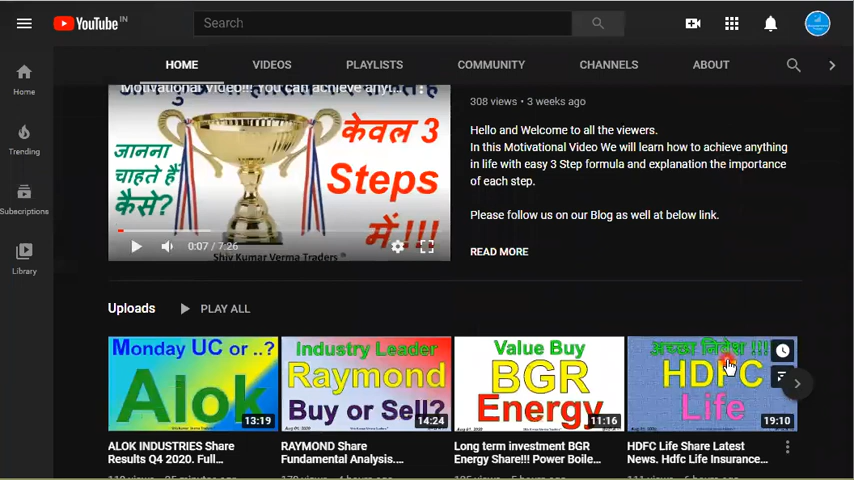 YouTube IN
Search
HOME VIDEOS PLAYLISTS COMMUNITY CHANNELS ABOUT
Home
Trending
Subscriptions
Library
Motivational Video!!! You can achieve anyt...
जानना
चाहते हैं
कैसे?
केवल 3
Steps
में!!!
0:07 / 7:26
Shiv Kumar Verma Traders
308 views • 3 weeks ago
Hello and Welcome to all the viewers.
In this Motivational Video We will learn how to achieve anything
in life with easy 3 Step formula and explanation the importance
of each step.
Please follow us on our Blog as well at below link.
READ MORE
Uploads PLAY ALL
Monday UC or ..?
Alok
13:19
Industry Leader
Raymond
Buy or Sell?
14:24
Value Buy
BGR
Energy
11:16
अच्छा निवेश !!!
HDFC
Life
19:10
ALOK INDUSTRIES Share
Results Q4 2020. Full...
RAYMOND Share
Fundamental Analysis....
Long term investment BGR
Energy Share!!! Power Boile...
HDFC Life Share Latest
News. Hdfc Life Insurance...